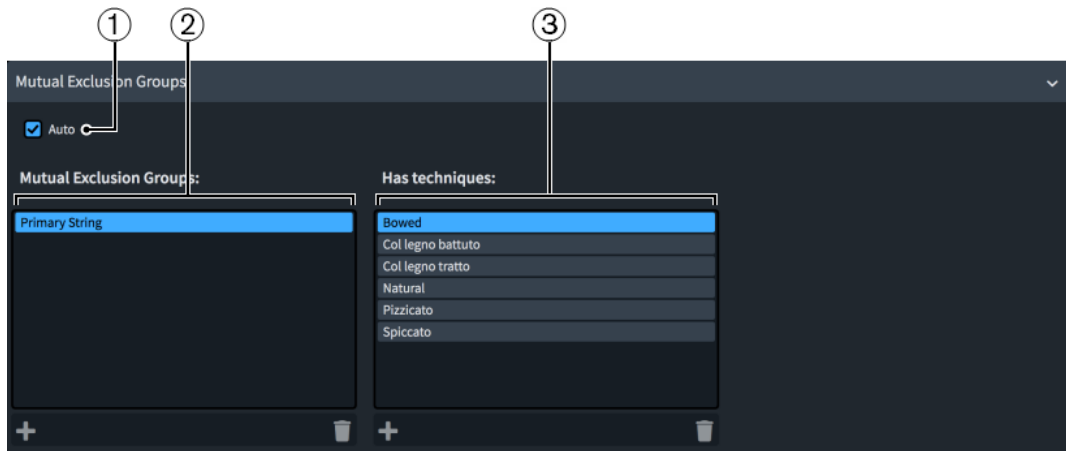 ① ② ③
Mutual Exclusion Groups
Auto
Mutual Exclusion Groups: Has techniques:
Primary String
Bowed
Col legno battuto
Col legno tratto
Natural
Pizzicato
Spiccato